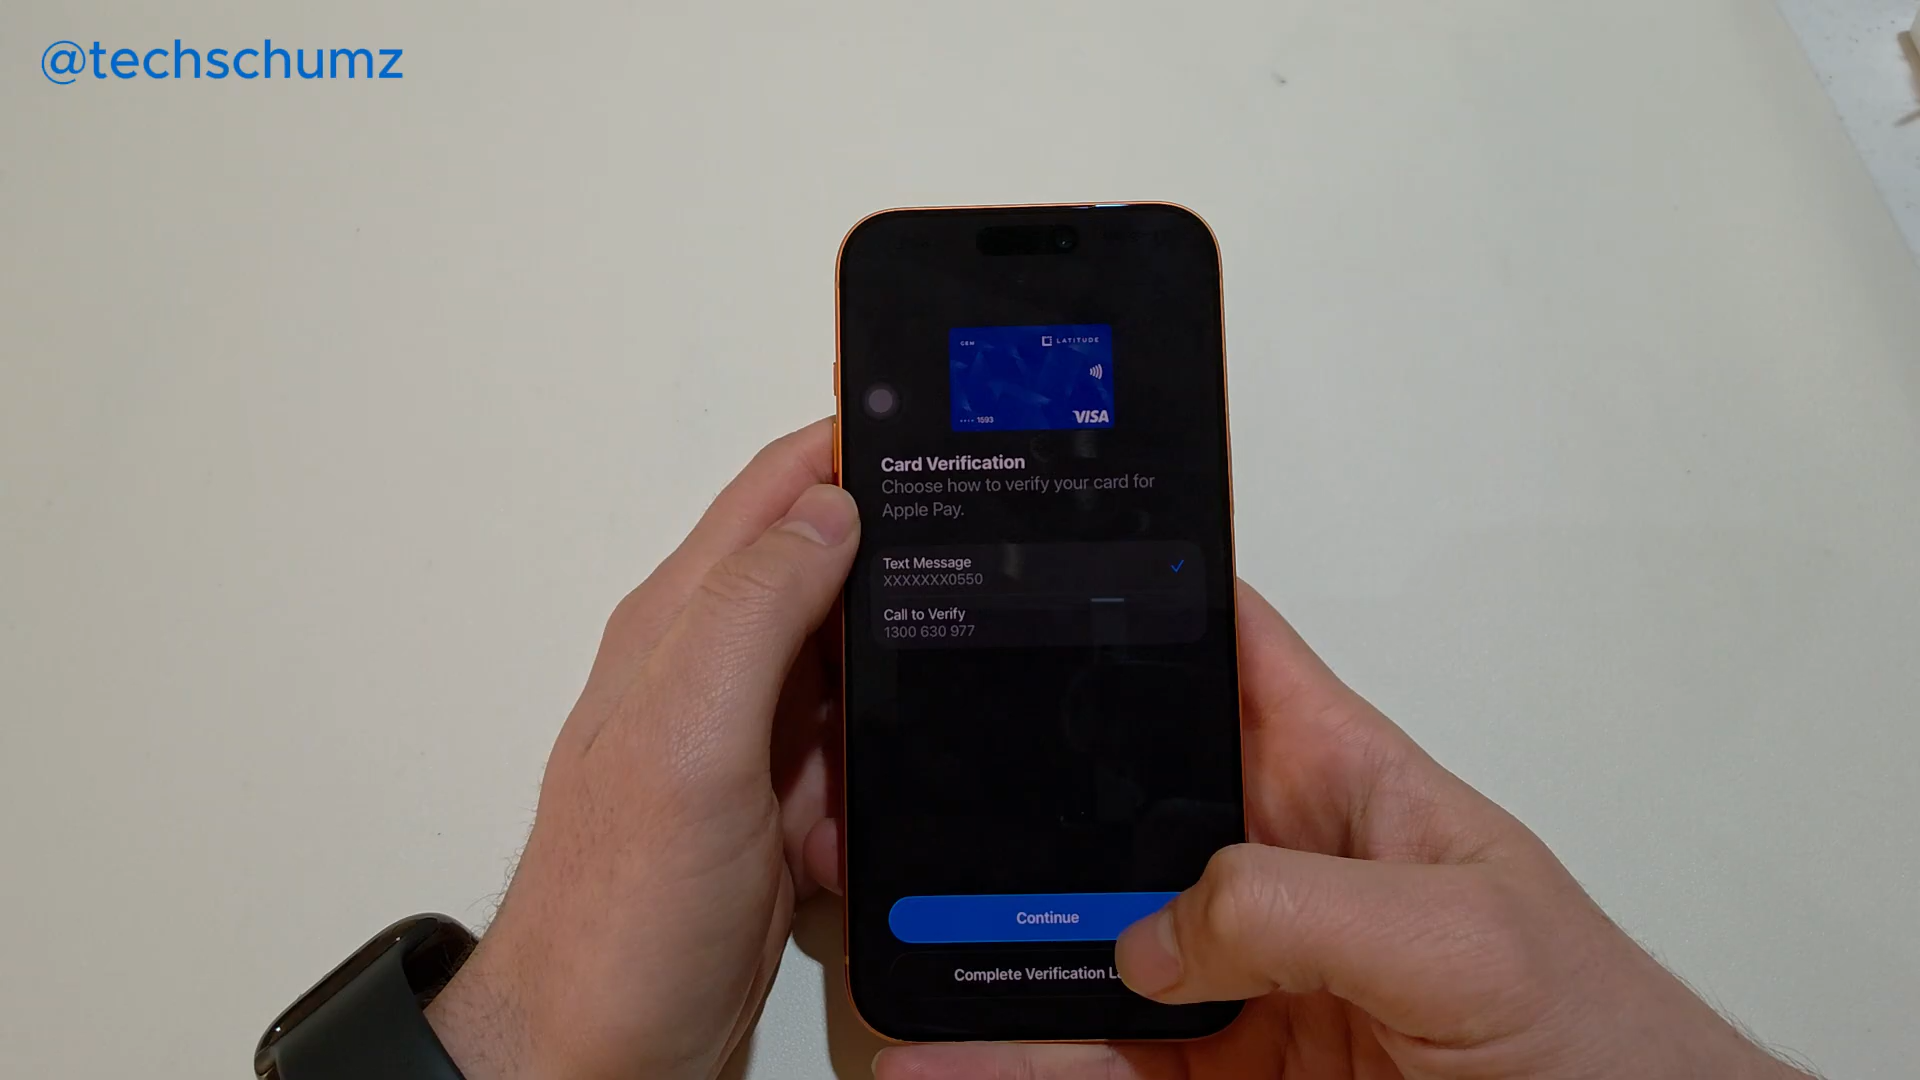 @techschumz
GEM
LATITUDE
•••• 1593
VISA
Card Verification
Choose how to verify your card for
Apple Pay.
Text Message
XXXXXXX0550
Call to Verify
1300 630 977
Continue
Complete Verification